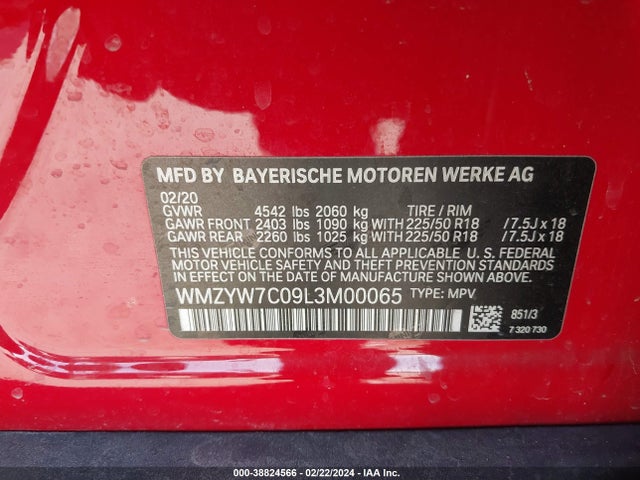 MFD BY BAYERISCHE MOTOREN WERKE AG
02/20
GVWR 4542 lbs 2060 kg TIRE / RIM
GAWR FRONT 2403 lbs 1090 kg WITH 225/50 R18 / 7.5J x 18
GAWR REAR 2260 lbs 1025 kg WITH 225/50 R18 / 7.5J x 18
THIS VEHICLE CONFORMS TO ALL APPLICABLE U. S. FEDERAL
MOTOR VEHICLE SAFETY, BUMPER, AND THEFT PREVENTION STANDARDS
IN EFFECT ON THE DATE OF MANUFACTURE SHOWN ABOVE.
WMZYW7C09L3M00065 TYPE: MPV
851/3
7 320 730
000-38824566 - 02/22/2024 - IAA Inc.